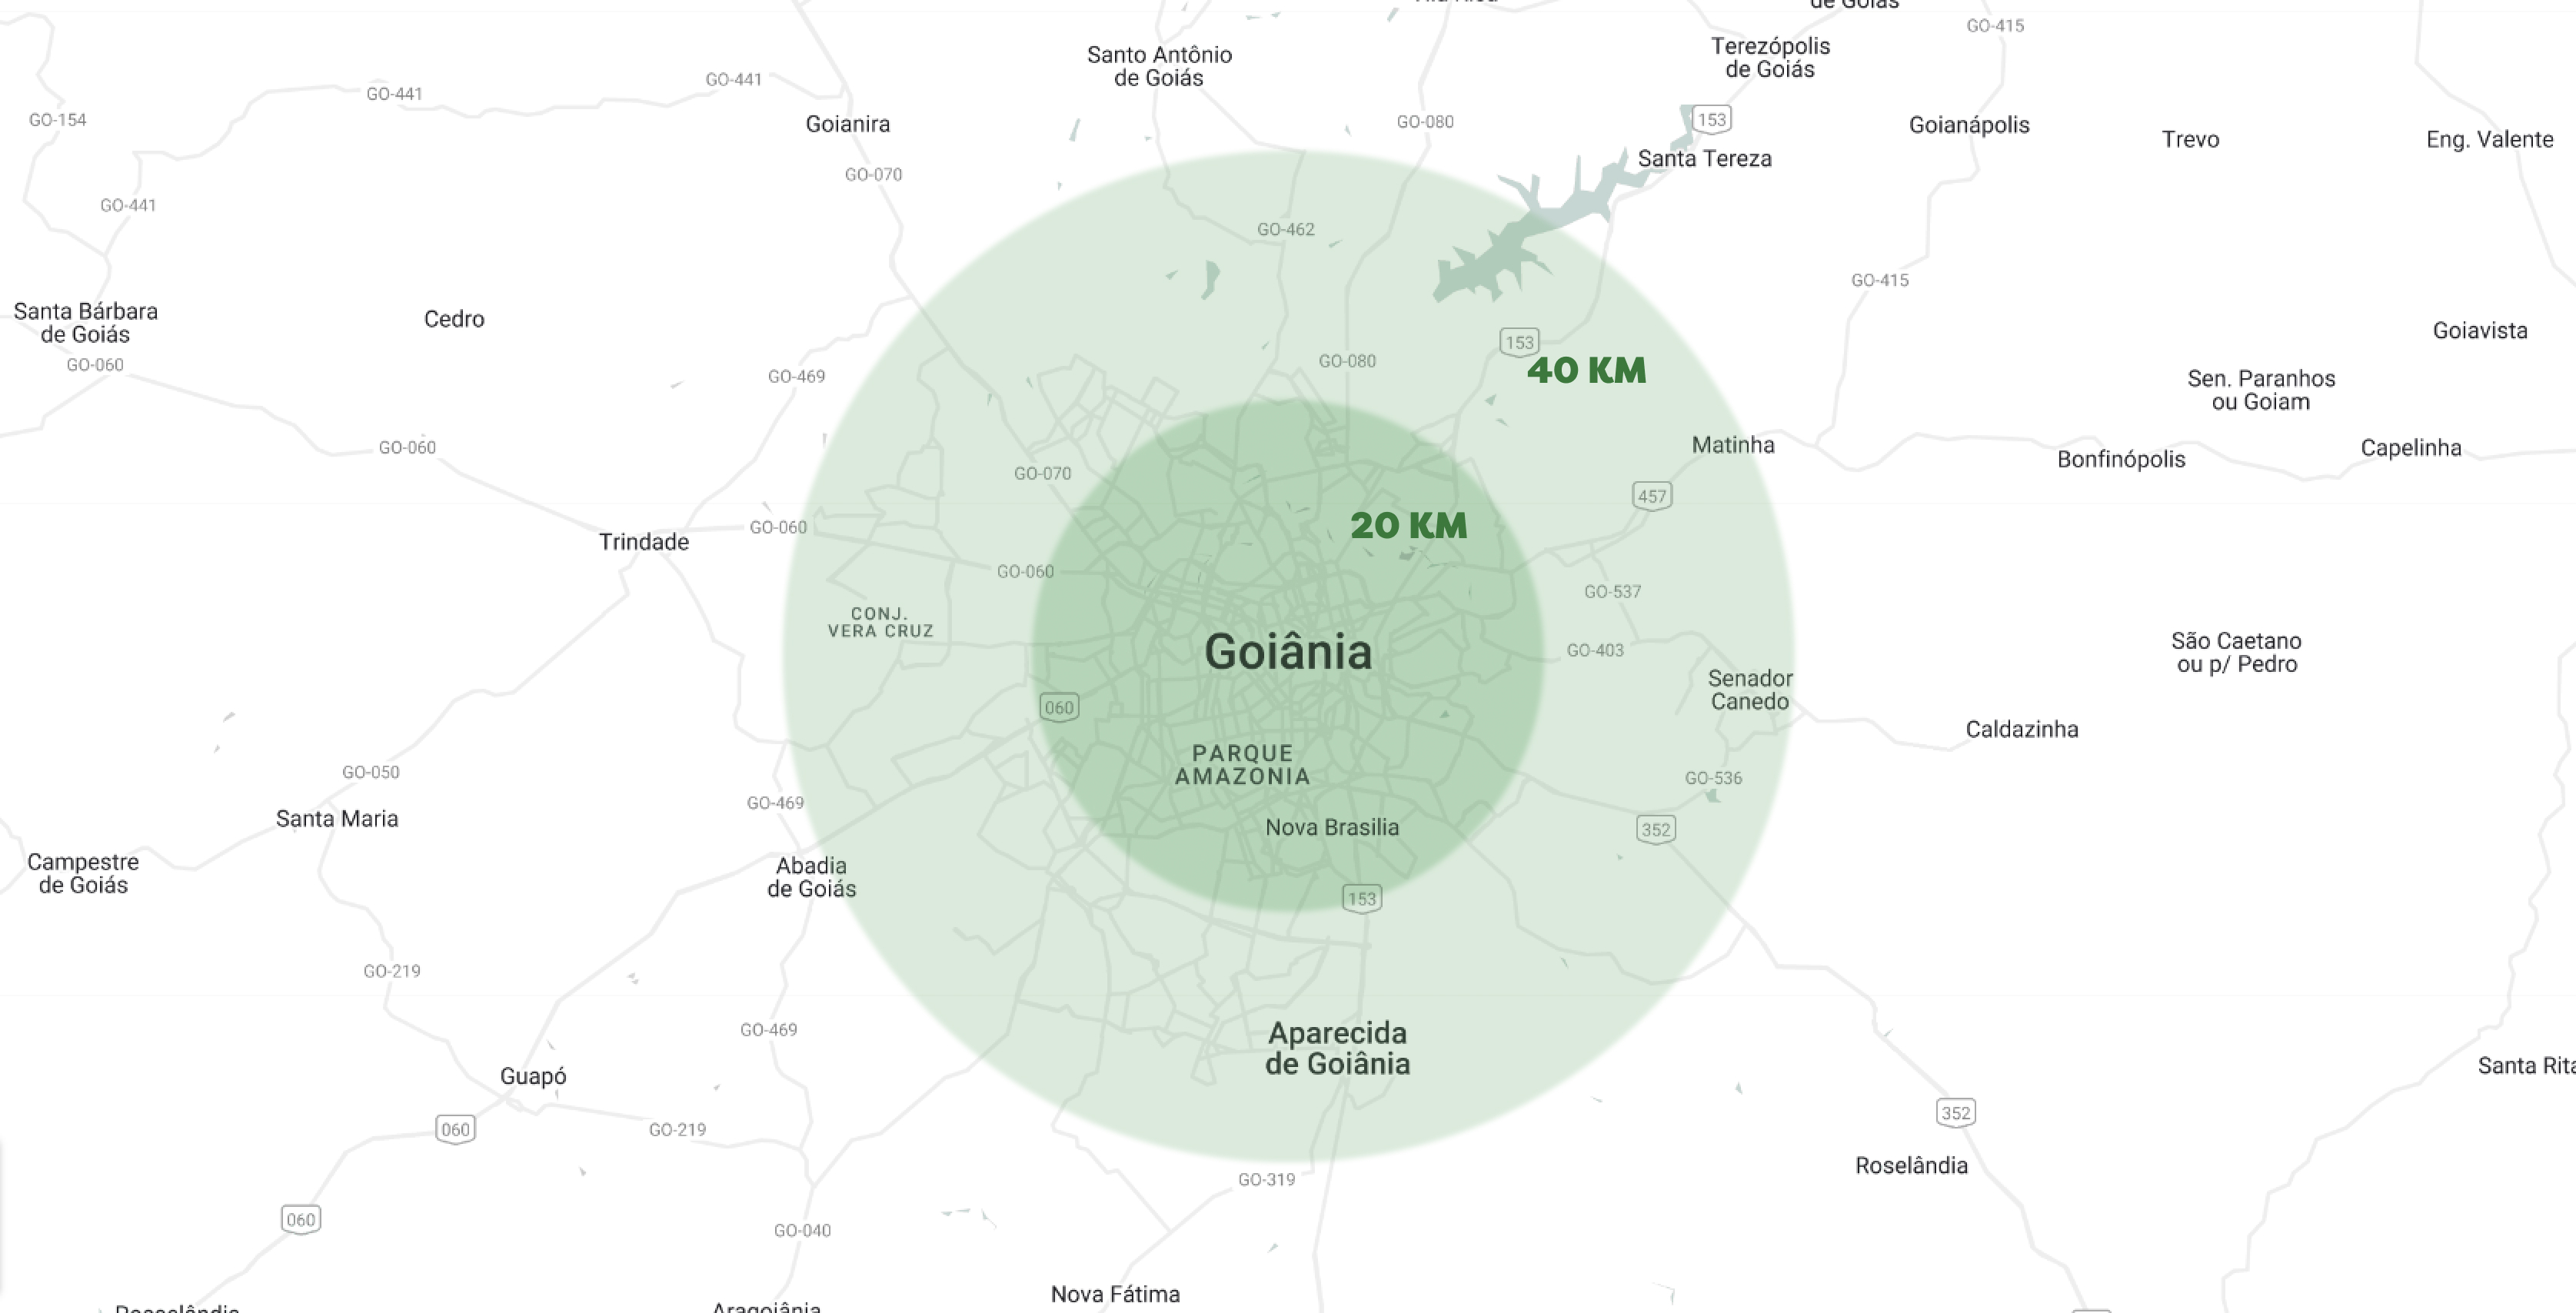 de Goiás
GO-415
Santo Antônio
de Goiás
Terezópolis
de Goiás
GO-441
GO-441
GO-154
Goianira
GO-080
153
Goianápolis
Trevo
Eng. Valente
Santa Tereza
GO-070
GO-441
GO-462
GO-415
Santa Bárbara
de Goiás
Cedro
Goiavista
153
GO-060
GO-469
GO-080
40 KM
Sen. Paranhos
ou Goiam
GO-060
Matinha
Bonfinópolis
Capelinha
GO-070
457
Trindade
GO-060
20 KM
GO-060
GO-537
CONJ.
VERA CRUZ
Goiânia
GO-403
São Caetano
ou p/ Pedro
Senador
Canedo
060
Caldazinha
PARQUE
AMAZONIA
GO-050
GO-536
Santa Maria
GO-469
Nova Brasilia
352
Campestre
de Goiás
Abadia
de Goiás
153
GO-219
GO-469
Aparecida
de Goiânia
Guapó
Santa Rita
060
GO-219
352
Roselândia
GO-319
060
GO-040
Nova Fátima
Aragoiânia